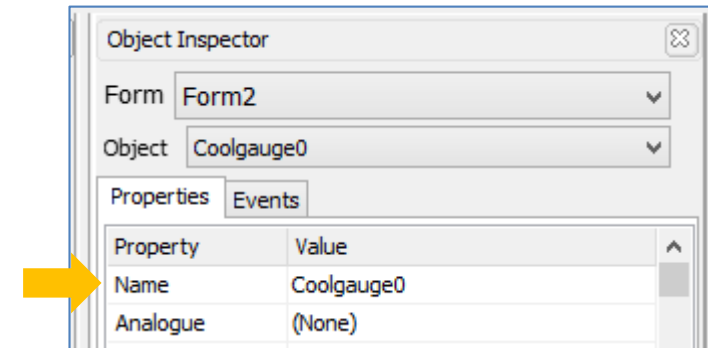 Object Inspector
Form Form2
Object Coolgauge0
Properties Events
Property Value
Name Coolgauge0
Analogue (None)